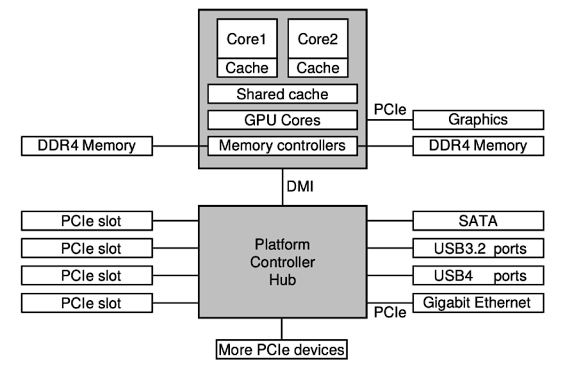 Core1
Core2
Cache
Cache
Shared cache
GPU Cores
PCIe
Graphics
DDR4 Memory
Memory controllers
DDR4 Memory
DMI
PCIe slot
SATA
PCIe slot
Platform
Controller
Hub
USB3.2 ports
PCIe slot
USB4 ports
PCIe slot
PCIe
Gigabit Ethernet
More PCIe devices